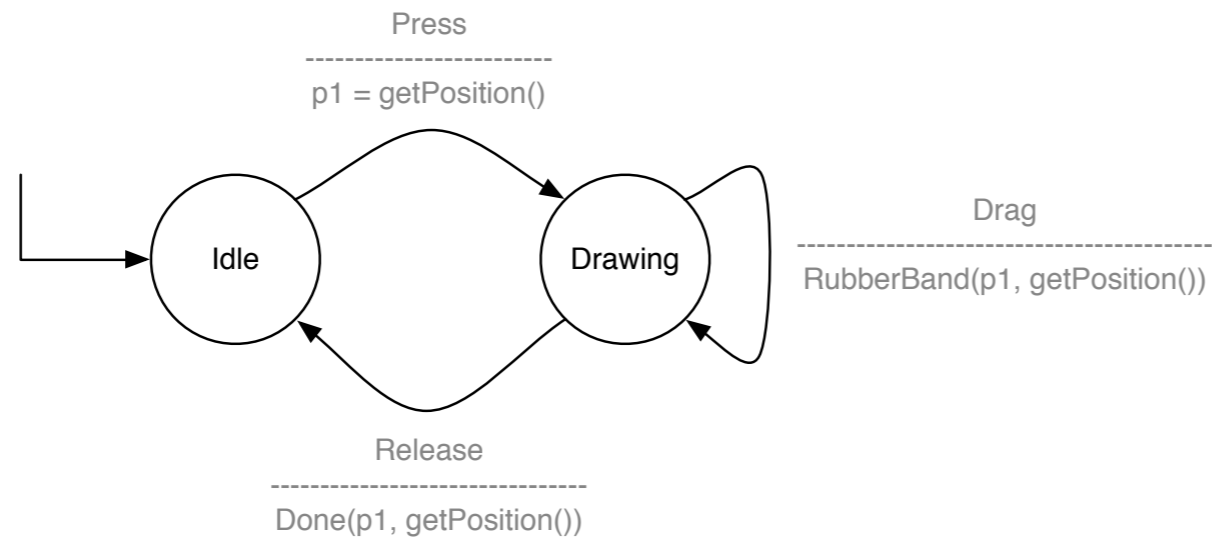 Press
-------------------------
p1 = getPosition()
Idle
Drawing
Drag
------------------------------------------
RubberBand(p1, getPosition())
Release
--------------------------------
Done(p1, getPosition())